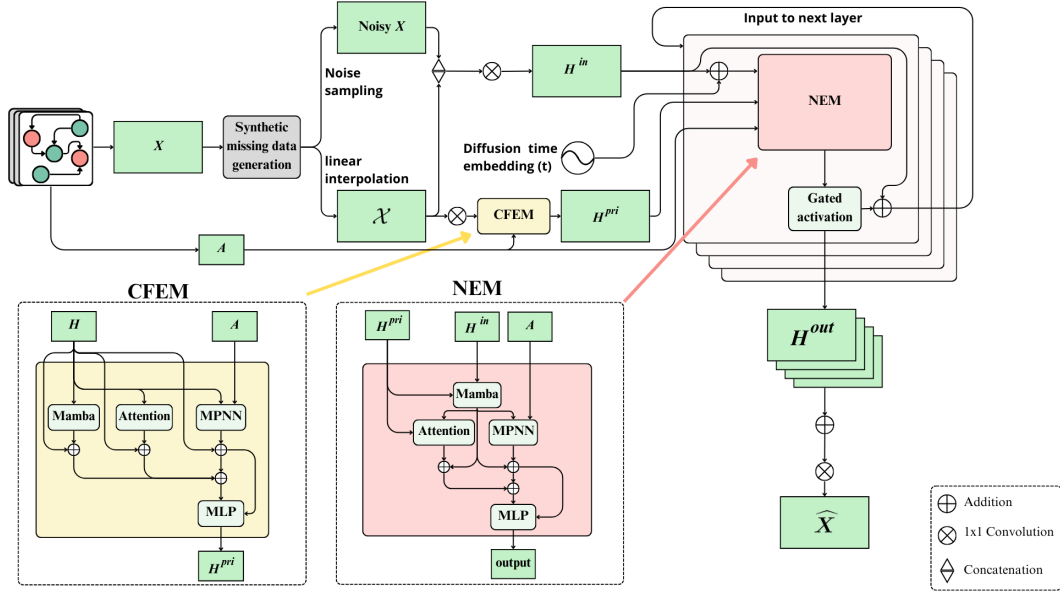 Input to next layer
Noisy X
Noise
sampling
H in
NEM
X
Synthetic
missing data
generation
Diffusion time
embedding (t)
linear
interpolation
𝒳
CFEM
H pri
Gated
activation
A
CFEM
NEM
H
A
H pri
H in
A
H out
Mamba
Attention
MPNN
Mamba
Attention
MPNN
MLP
MLP
H pri
output
X̂
Addition
1x1 Convolution
Concatenation